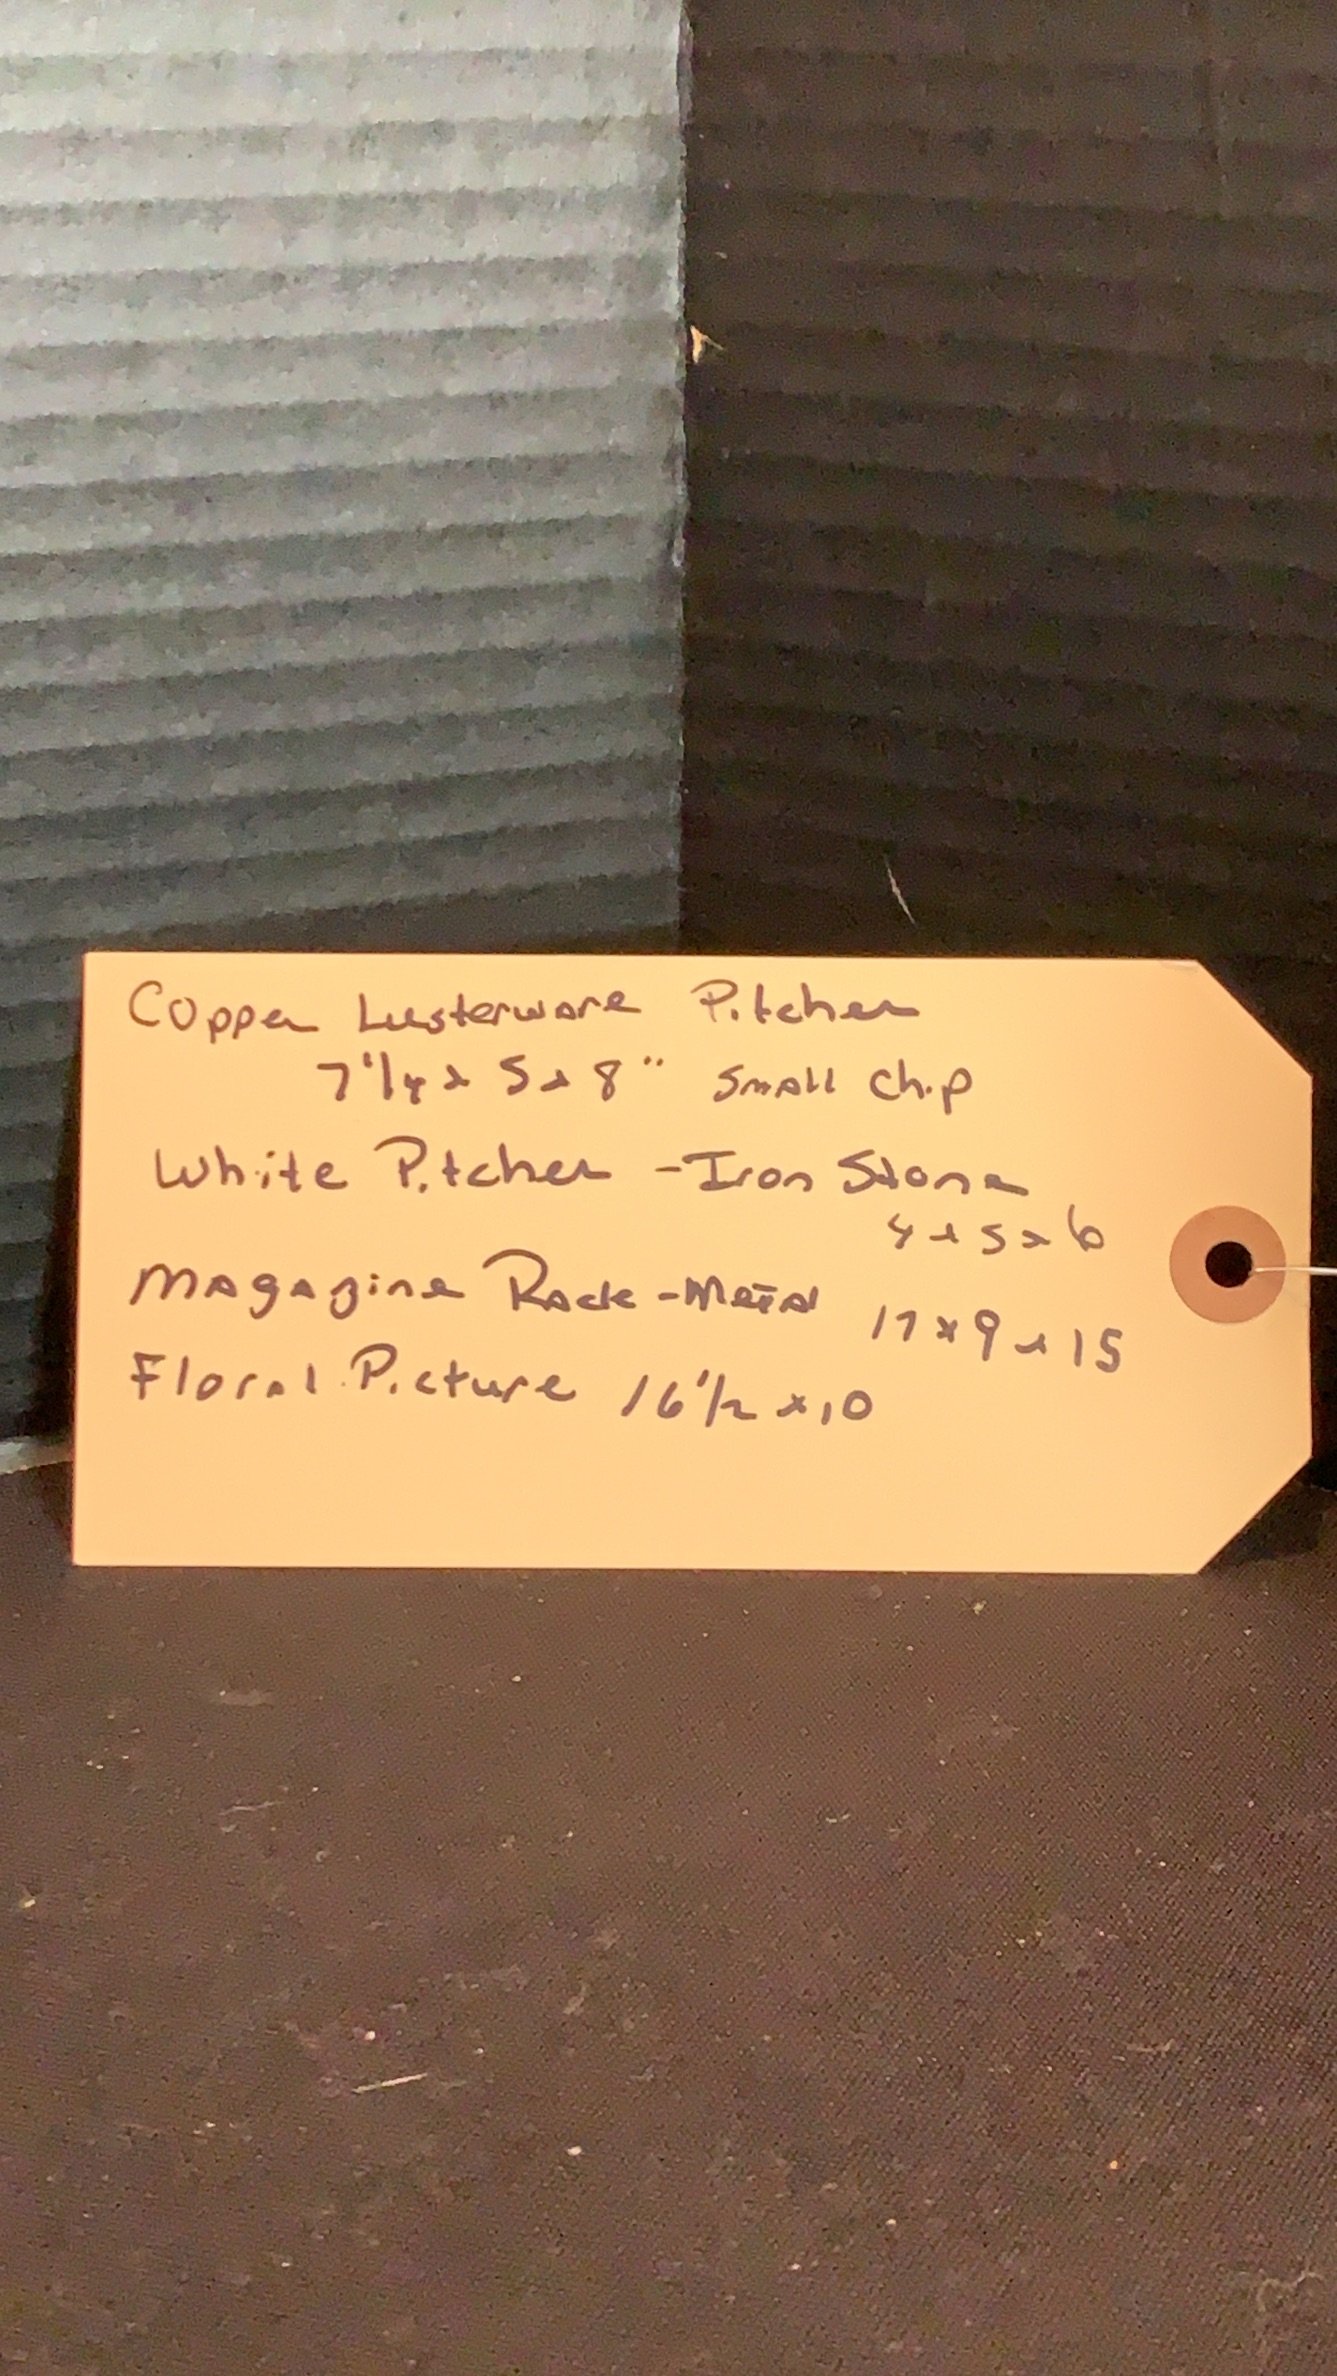 Copper Lusterware Pitcher
7 1/4 x 5 x 8" Small Chip
White Pitcher - Iron Stone
4 x 5 x 6
Magazine Rack - Metal 17 x 9 x 15
Floral Picture 16 1/2 x 10